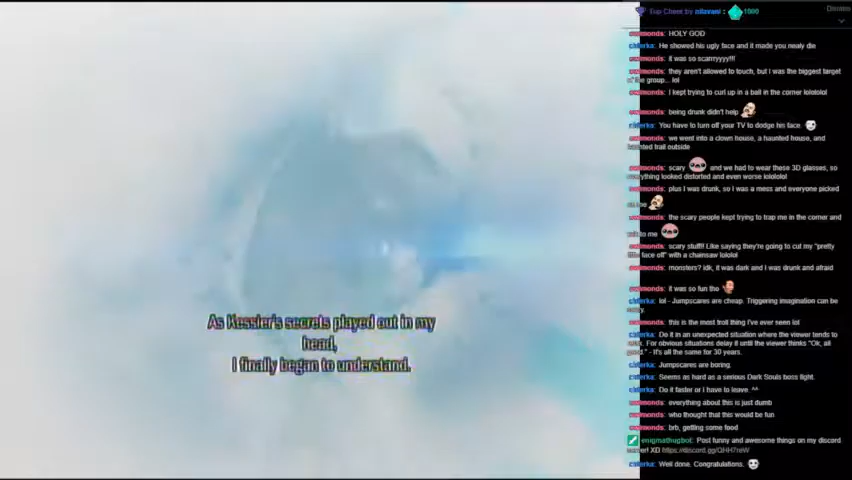 Top Cheer by nilavani : 1000
HOLY GOD
He showed his ugly face and it made you nealy die
it was so scarrryyyy!!!
they aren't allowed to touch, but I was the biggest target
the group... lol
I kept trying to curl up in a ball in the corner lolololol
being drunk didn't help
You have to turn off your TV to dodge his face
we went into a clown house, a haunted house, and
trail outside
scary and we had to wear these 3D glasses, so
everything looked distorted and even worse lolololol
plus I was drunk, so I was a mess and everyone picked
the scary people kept trying to trap me in the corner and
to me
scary stuff!! Like saying they're going to cut my "pretty
face off" with a chainsaw lololol
monsters? Idk, it was dark and I was drunk and afraid
it was so fun tho
lol - Jumpscares are cheap. Triggering imagination can be
this is the most troll thing I've ever seen lol
Do it in an unexpected situation where the viewer tends to
For obvious situations delay it until the viewer thinks "Ok, all
- It's all the same for 30 years.
Jumpscares are boring.
Seems as hard as a serious Dark Souls boss fight.
As Kessler's secrets played out in my
head,
I finally began to understand.
Do it faster or i have to leave. ^^
everything about this is just dumb
who thought that this would be fun
brb, getting some food
Post funny and awesome things on my discord
XD
Well done. Congratulations.